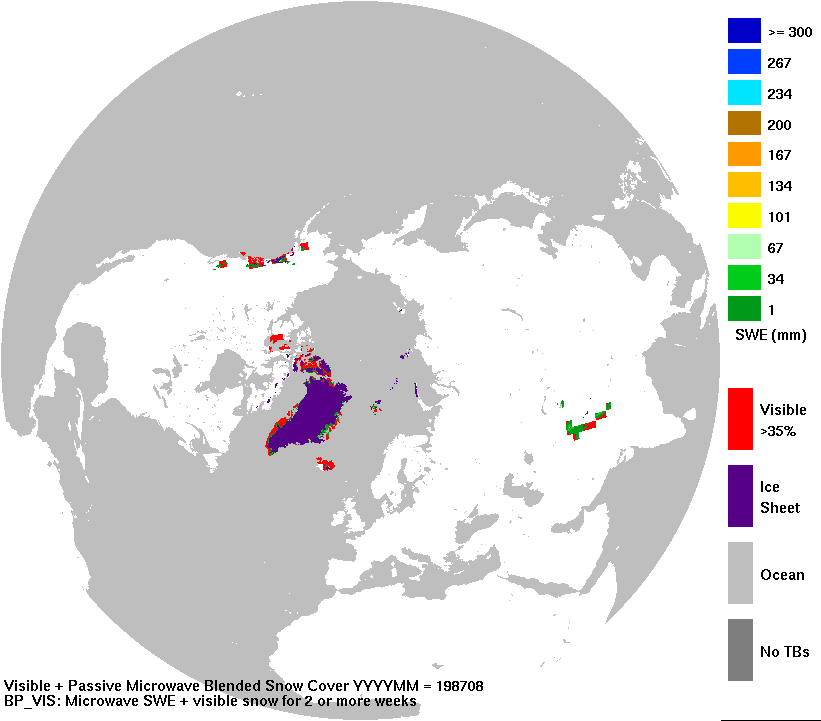 >= 300
267
234
200
167
134
101
67
34
1
SWE (mm)
Visible
>35%
Ice
Sheet
Ocean
No TBs
Visible + Passive Microwave Blended Snow Cover YYYYMM = 198708
BP_VIS: Microwave SWE + visible snow for 2 or more weeks